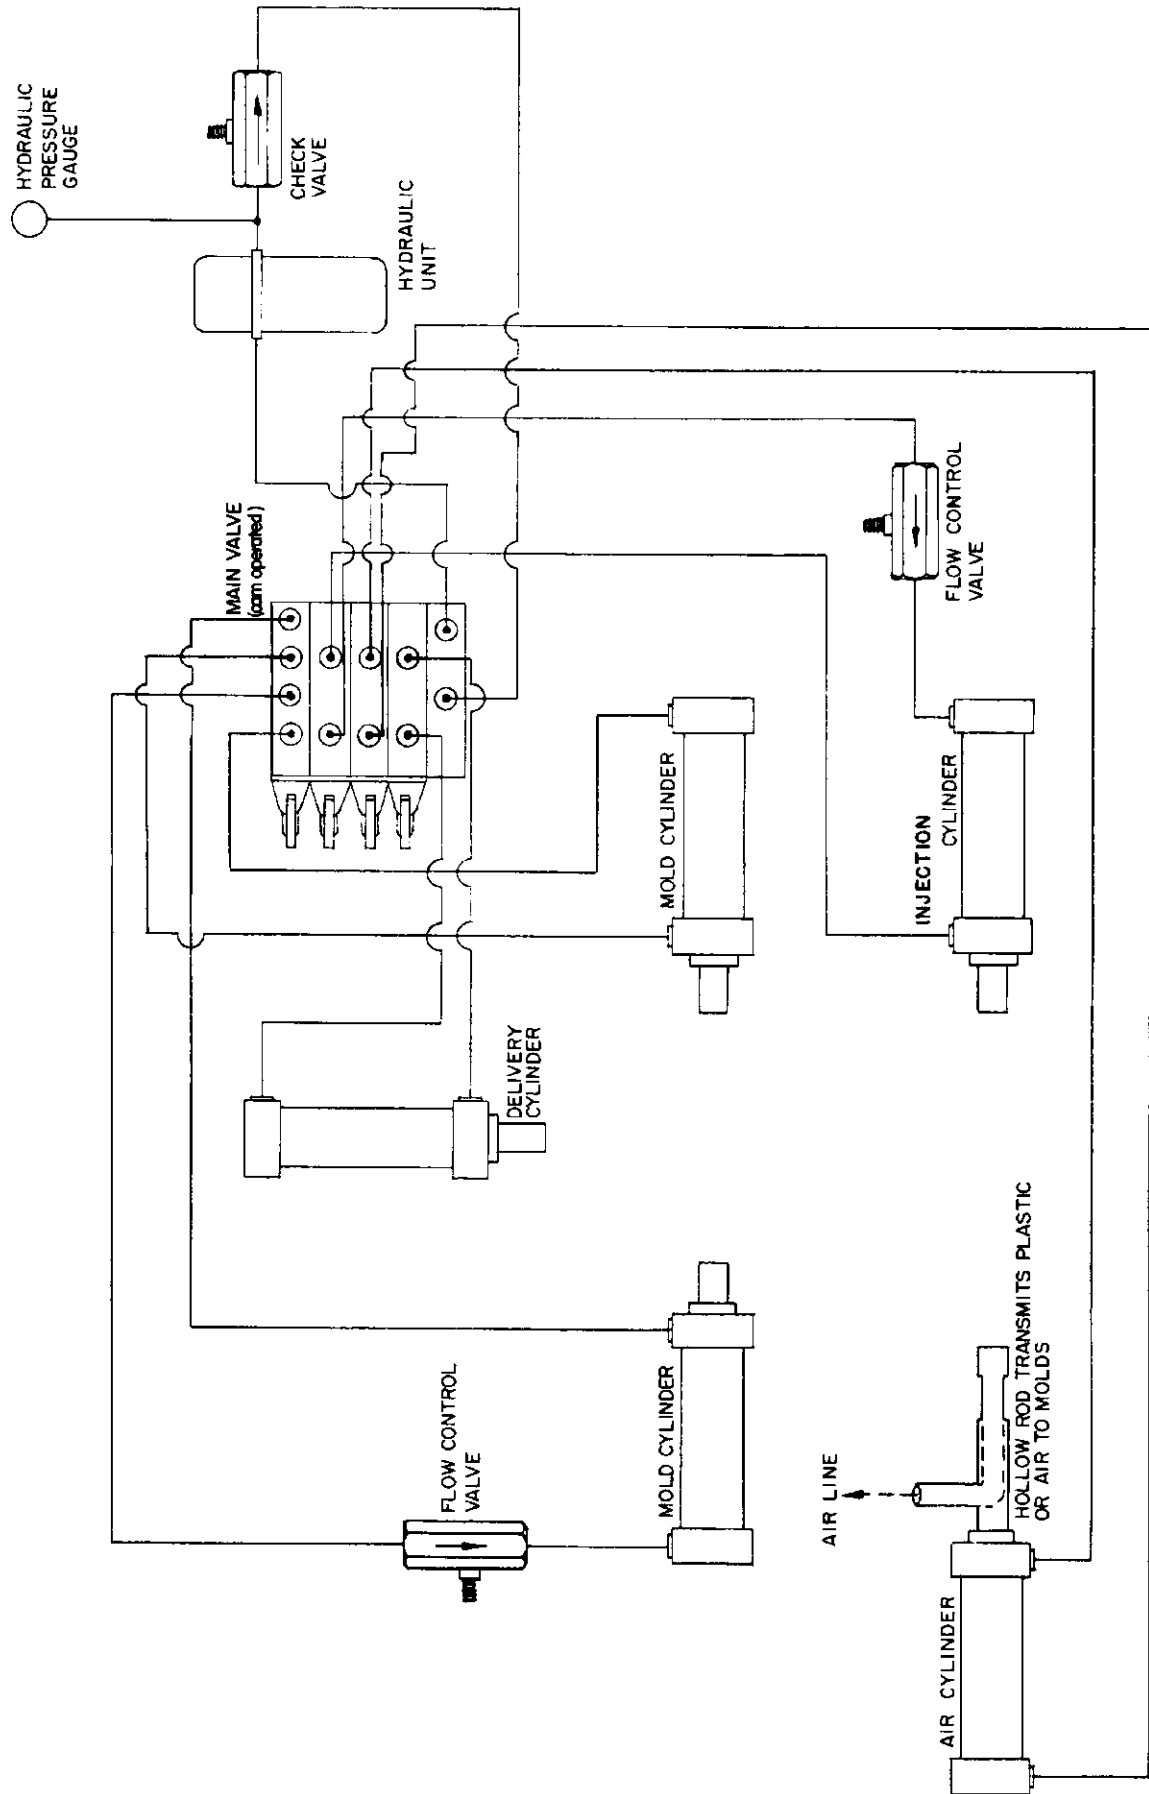 HYDRAULIC
PRESSURE
GAUGE
CHECK
VALVE
HYDRAULIC
UNIT
MAIN VALVE
(cam operated)
FLOW CONTROL
VALVE
MOLD CYLINDER
INJECTION
CYLINDER
DELIVERY
CYLINDER
FLOW CONTROL
VALVE
MOLD CYLINDER
AIR LINE
HOLLOW ROD TRANSMITS PLASTIC
OR AIR TO MOLDS
AIR CYLINDER